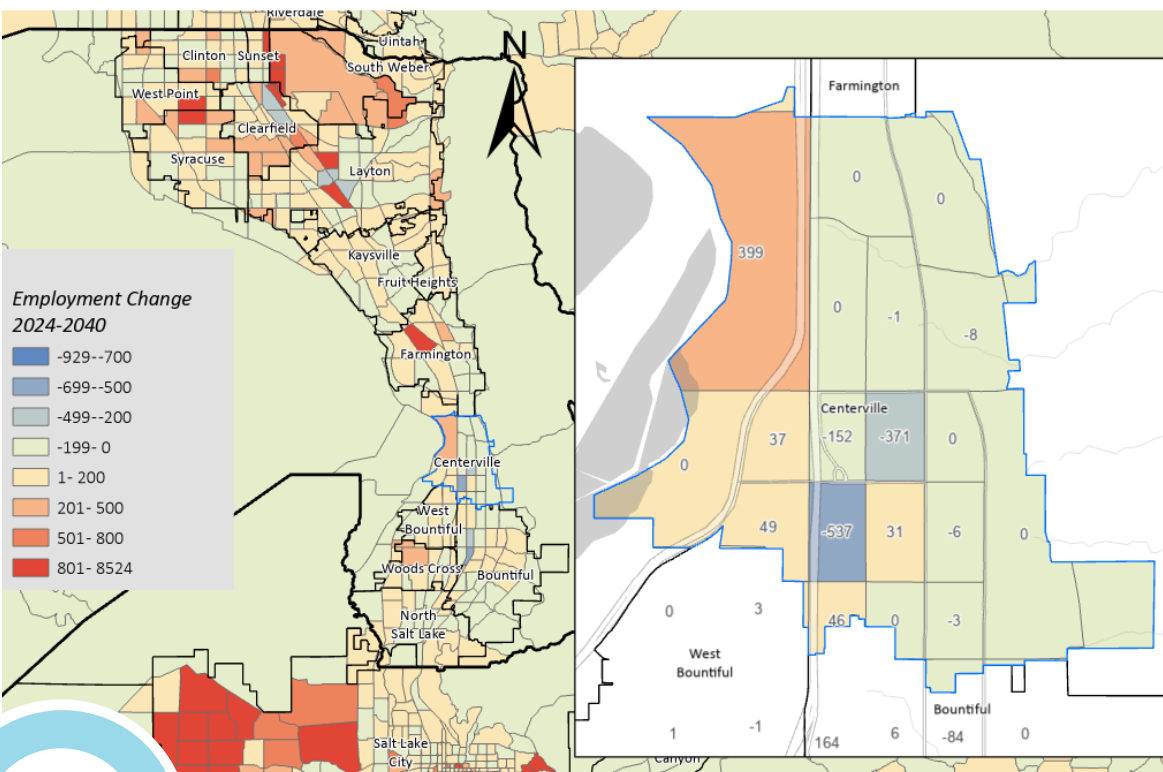 Riverdale
Uintah
Clinton
Sunset
South Weber
West Point
Clearfield
Syracuse
Layton
Kaysville
Fruit Heights
Farmington
Centerville
West
Bountiful
Woods Cross
Bountiful
North
Salt Lake
Salt Lake
City
Canyon
N
Employment Change
2024-2040
-929--700
-699--500
-499--200
-199- 0
1- 200
201- 500
501- 800
801- 8524
Farmington
0
0
399
0
-1
-8
Centerville
37
-152
-371
0
0
49
-537
31
-6
0
46
0
-3
0
3
West
Bountiful
Bountiful
1
-1
164
6
-84
0